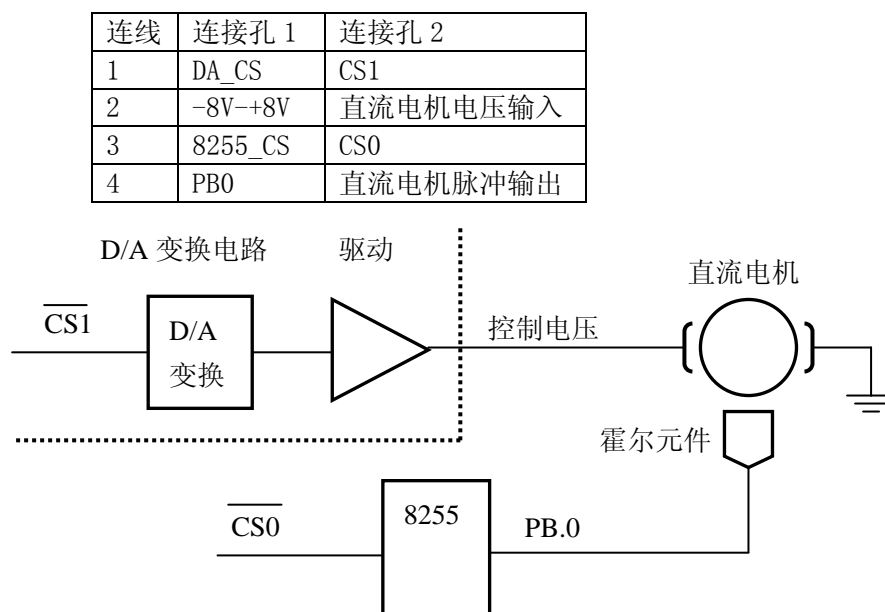 连线 连接孔 1 连接孔 2
1 DA_CS CS1
2 -8V-+8V 直流电机电压输入
3 8255_CS CS0
4 PB0 直流电机脉冲输出
D/A 变换电路 驱动
直流电机
CS1
D/A
变换
控制电压
霍尔元件
8255
CS0
PB.0